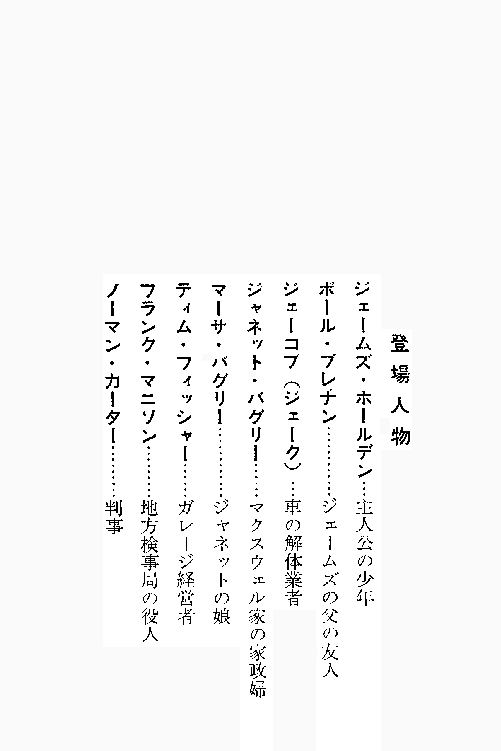 登場人物
ジェームズ・ホールデン…主人公の少年
ポール・ブレナン…………ジェームズの父の友人
ジェーコブ（ジェーク）…車の解体業者
ジャネット・バグリー……マクスウェル家の家政婦
マーサ・バグリー…………ジャネットの娘
ティム・フィッシャー……ガレージ経営者
フランク・マニソン………地方検事局の役人
ノーマン・カーター………判事